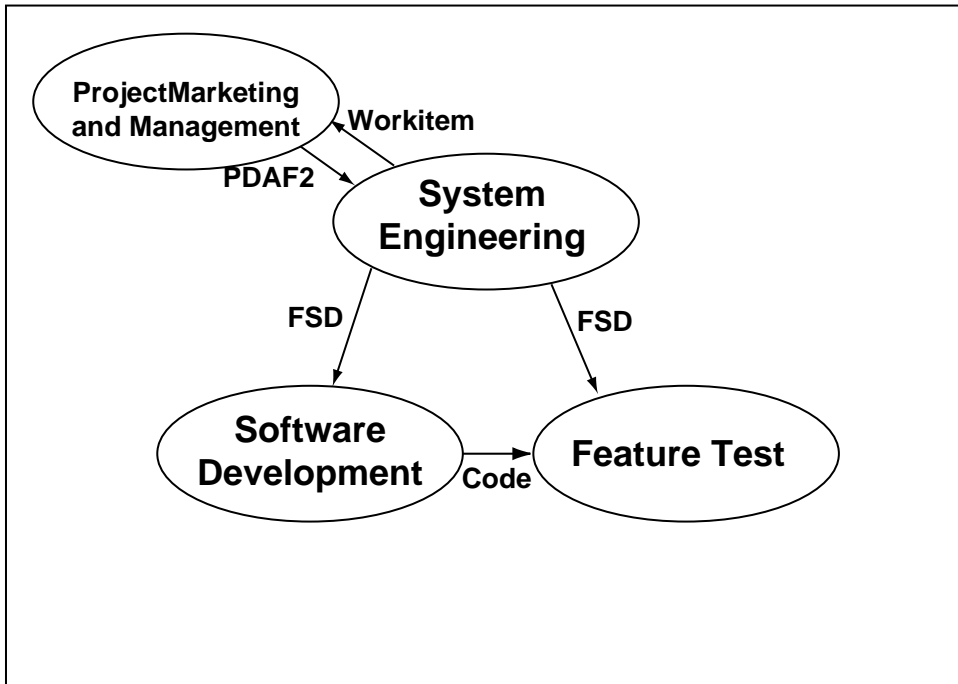 ProjectMarketing
and Management
Workitem
PDAF2
System
Engineering
FSD
FSD
Software
Development
Code
Feature Test